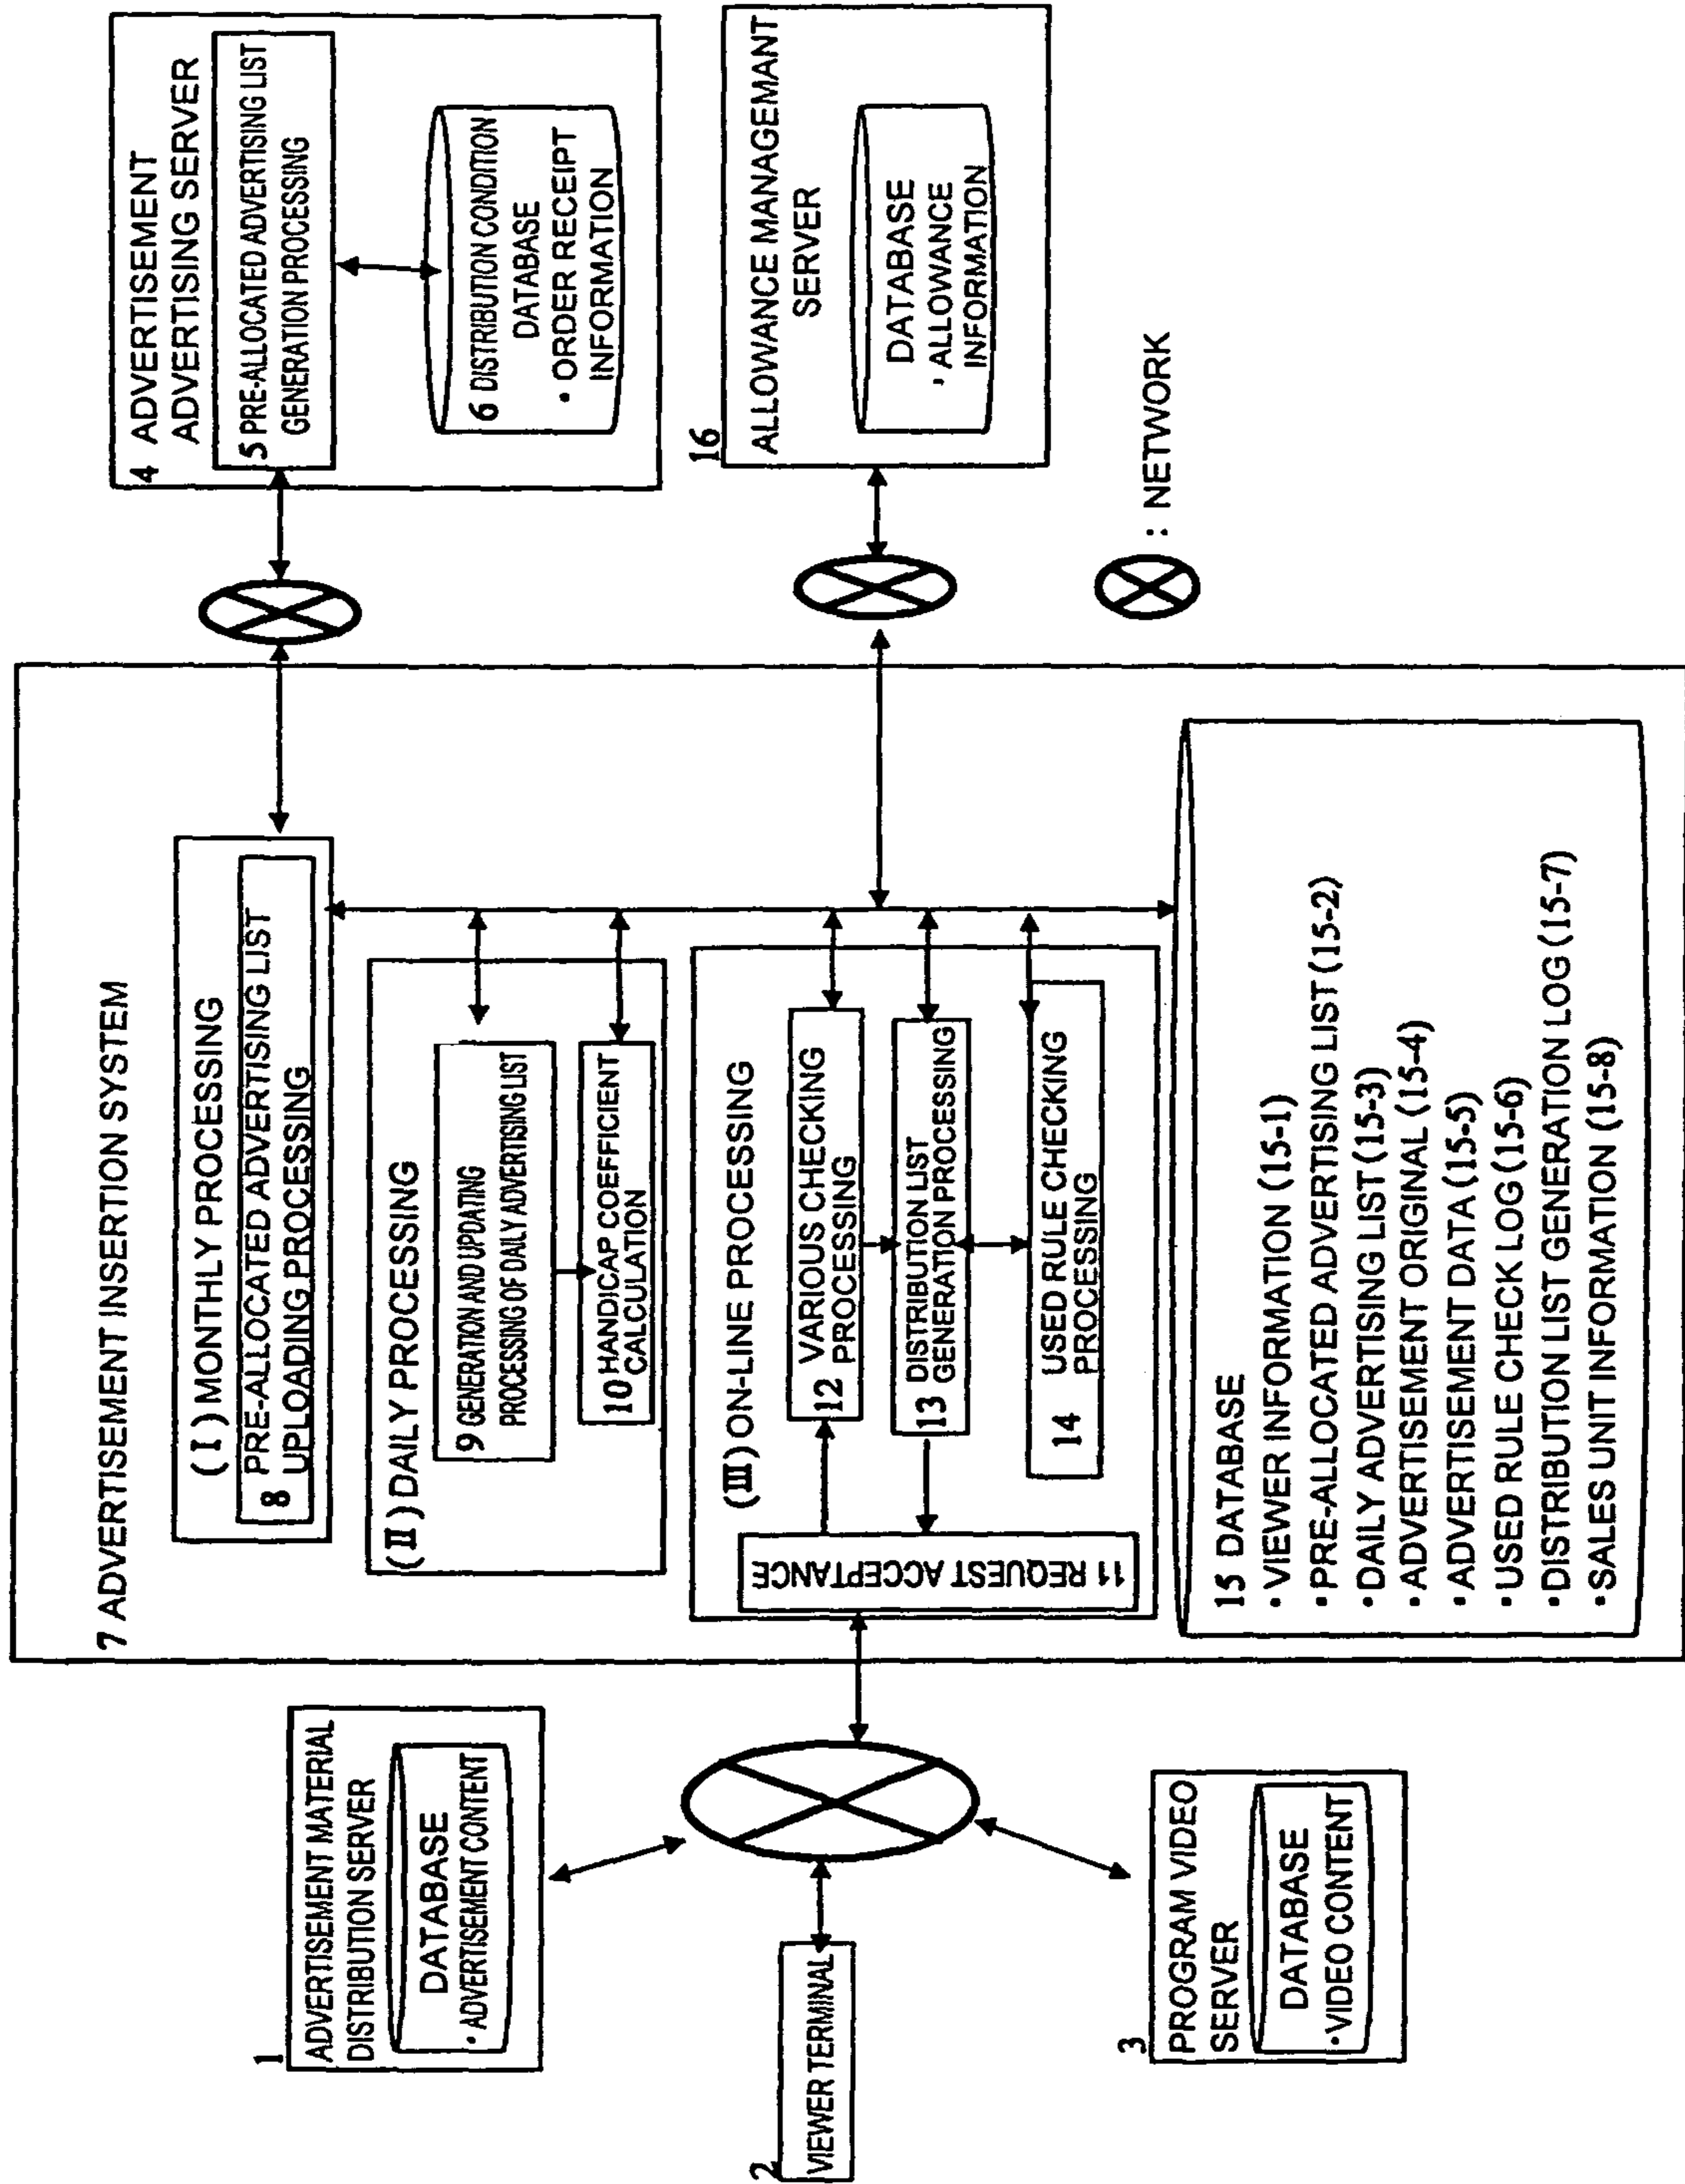 1
ADVERTISEMENT MATERIAL
DISTRIBUTION SERVER
DATABASE
• ADVERTISEMENT CONTENT
2
VIEWER TERMINAL
3
PROGRAM VIDEO
SERVER
DATABASE
•VIDEO CONTENT
7 ADVERTISEMENT INSERTION SYSTEM
( I ) MONTHLY PROCESSING
8 PRE-ALLOCATED ADVERTISING LIST
UPLOADING PROCESSING
(II) DAILY PROCESSING
9 GENERATION AND UPDATING
PROCESSING OF DAILY ADVERTISING LIST
10 HANDICAP COEFFICIENT
CALCULATION
(III) ON-LINE PROCESSING
11 REQUEST ACCEPTANCE
12 VARIOUS CHECKING
PROCESSING
13 DISTRIBUTION LIST
GENERATION PROCESSING
14 USED RULE CHECKING
PROCESSING
15 DATABASE
• VIEWER INFORMATION (15-1)
• PRE-ALLOCATED ADVERTISING LIST (15-2)
• DAILY ADVERTISING LIST (15-3)
• ADVERTISEMENT ORIGINAL (15-4)
• ADVERTISEMENT DATA (15-5)
• USED RULE CHECK LOG (15-6)
• DISTRIBUTION LIST GENERATION LOG (15-7)
• SALES UNIT INFORMATION (15-8)
4 ADVERTISEMENT
ADVERTISING SERVER
5 PRE-ALLOCATED ADVERTISING LIST
GENERATION PROCESSING
6 DISTRIBUTION CONDITION
DATABASE
• ORDER RECEIPT
INFORMATION
16
ALLOWANCE MANAGEMANT
SERVER
DATABASE
, ALLOWANCE
INFORMATION
: NETWORK